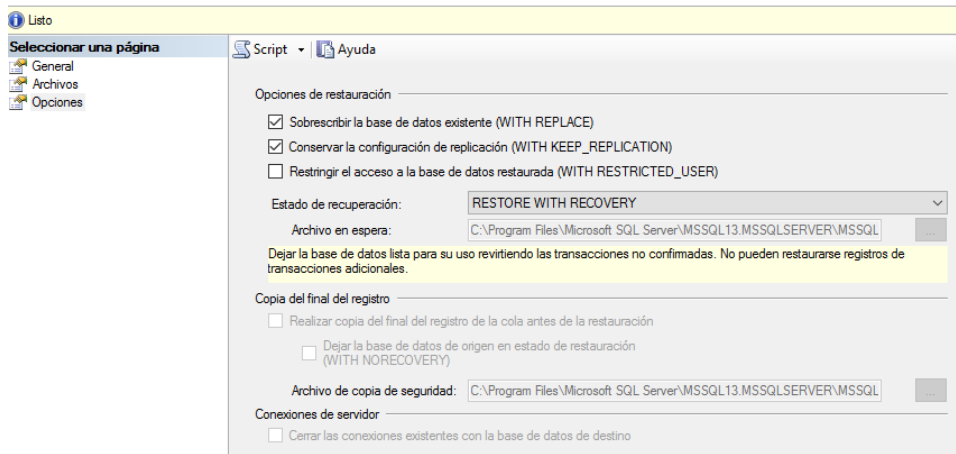 Listo
Seleccionar una página
General
Archivos
Opciones
Script
Ayuda
Opciones de restauración
Sobrescribir la base de datos existente (WITH REPLACE)
Conservar la configuración de replicación (WITH KEEP_REPLICATION)
Restringir el acceso a la base de datos restaurada (WITH RESTRICTED_USER)
Estado de recuperación:
RESTORE WITH RECOVERY
Archivo en espera:
C:\Program Files\Microsoft SQL Server\MSSQL13.MSSQLSERVER\MSSQL
...
Dejar la base de datos lista para su uso revirtiendo las transacciones no confirmadas. No pueden restaurarse registros de
transacciones adicionales.
Copia del final del registro
Realizar copia del final del registro de la cola antes de la restauración
Dejar la base de datos de origen en estado de restauración
(WITH NORECOVERY)
Archivo de copia de seguridad:
C:\Program Files\Microsoft SQL Server\MSSQL13.MSSQLSERVER\MSSQL
...
Conexiones de servidor
Cerrar las conexiones existentes con la base de datos de destino